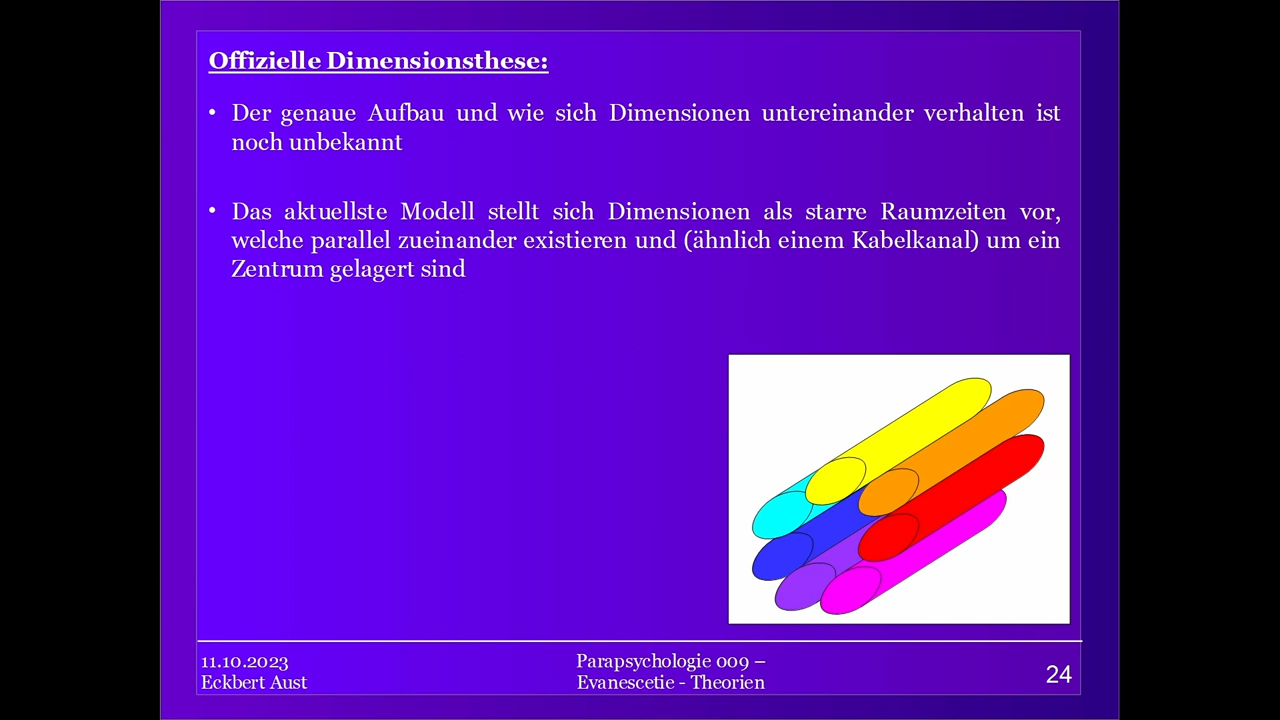 Offizielle Dimensionsthese:
• Der genaue Aufbau und wie sich Dimensionen untereinander verhalten ist
noch unbekannt
• Das aktuellste Modell stellt sich Dimensionen als starre Raumzeiten vor,
welche parallel zueinander existieren und (ähnlich einem Kabelkanal) um ein
Zentrum gelagert sind
11.10.2023
Eckbert Aust
Parapsychologie 009 –
Evanescetie - Theorien
24